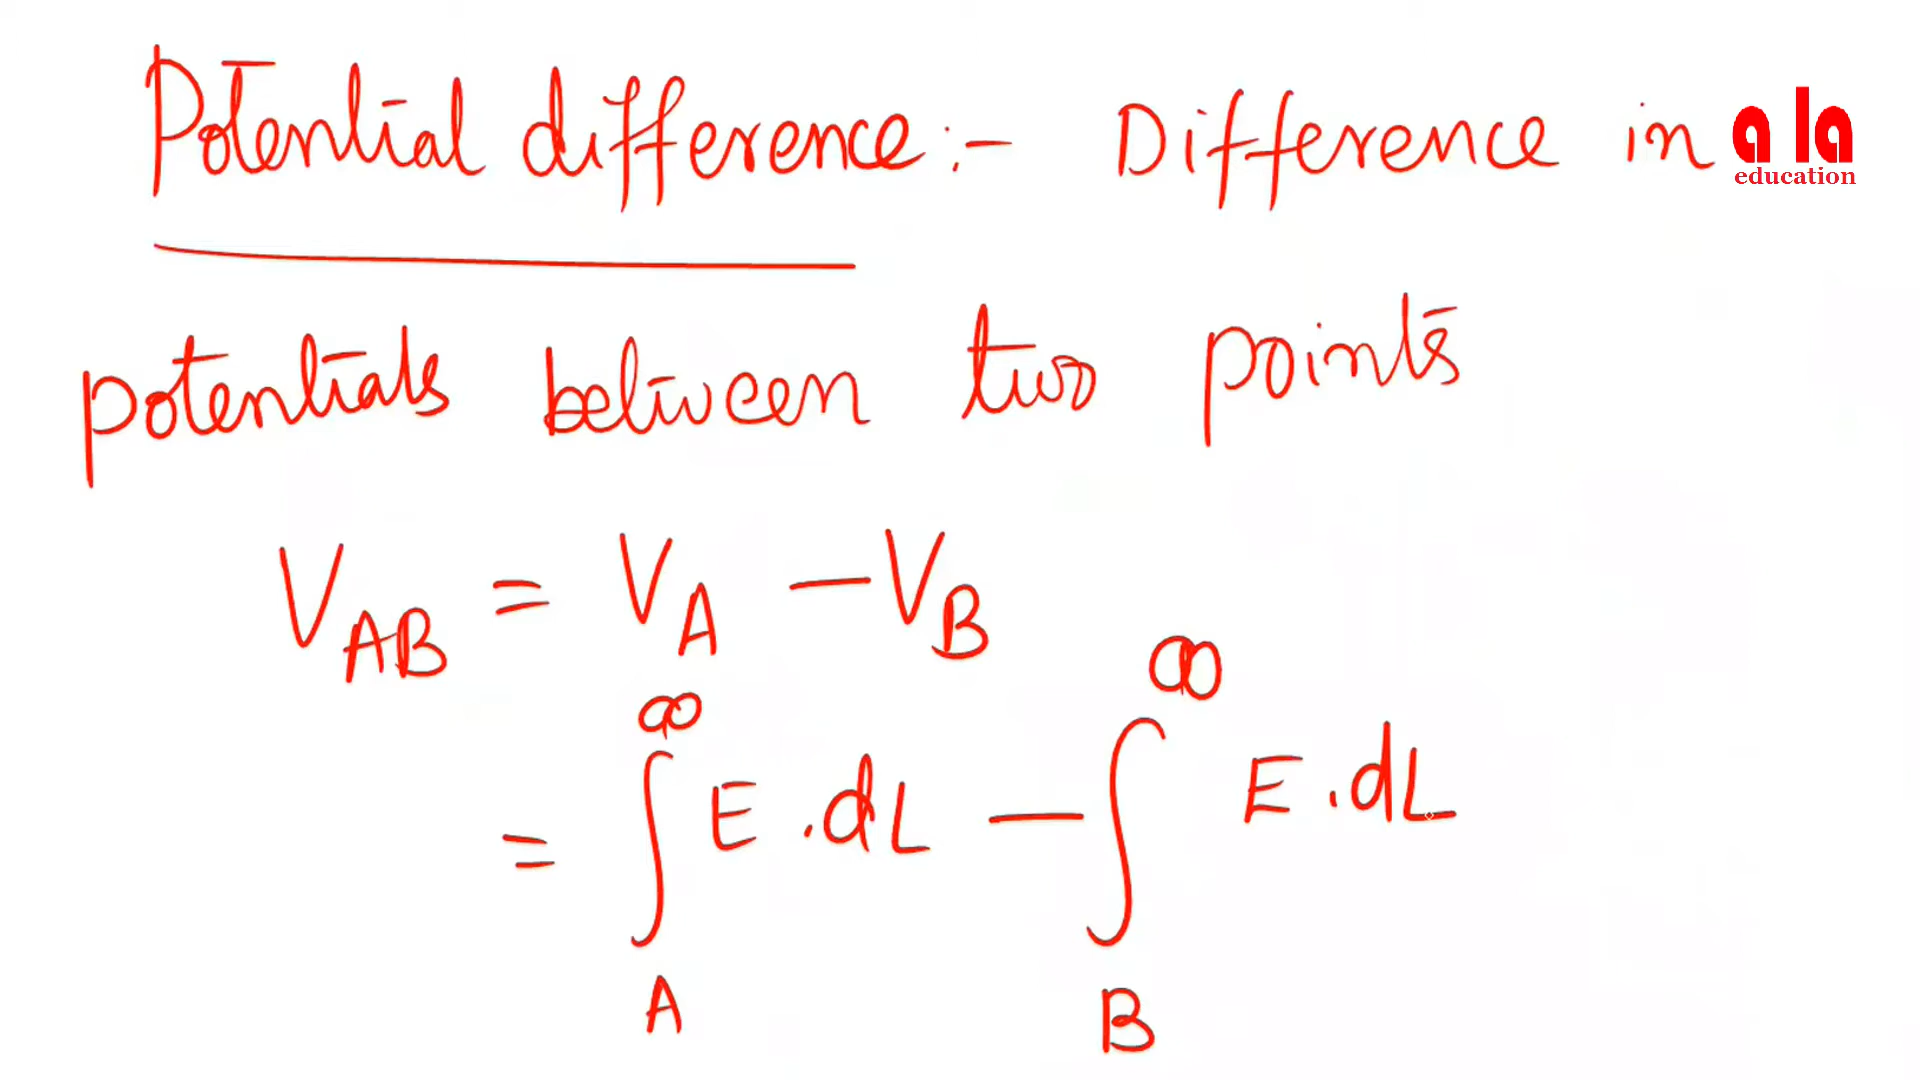 Potential difference :- Difference in
a la
education
potentials between two points
V_AB = V_A - V_B
= ∫_A^∞ E . dL - ∫_B^∞ E . dL